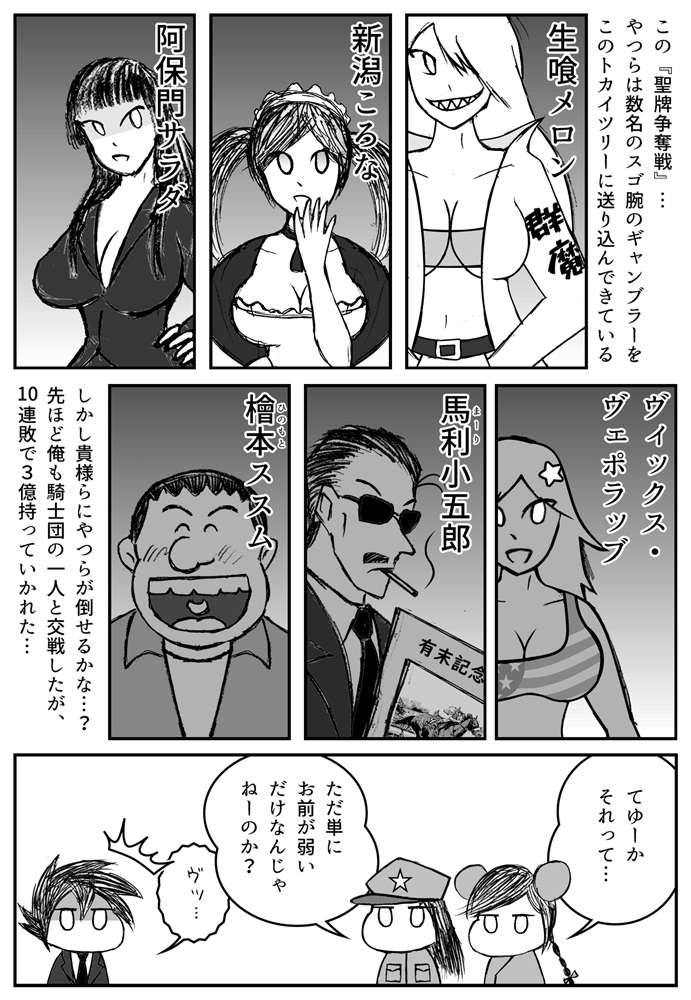 この『聖牌争奪戦』…
やつらは数名のスゴ腕のギャンブラーを
このトカイツリーに送り込んできている
生喰メロン
群魔
新潟ころな
阿保門サラダ
ヴィックス・
ヴェポラッブ
馬利小五郎
まーり
有末記念
檜本ススム
ひのもと
しかし貴様らにやつらが倒せるかな…？
先ほど俺も騎士団の一人と交戦したが、
10連敗で3億持っていかれた…
てゆーか
それって…
ただ単に
お前が弱い
だけなんじゃ
ねーのか？
ヴッ…